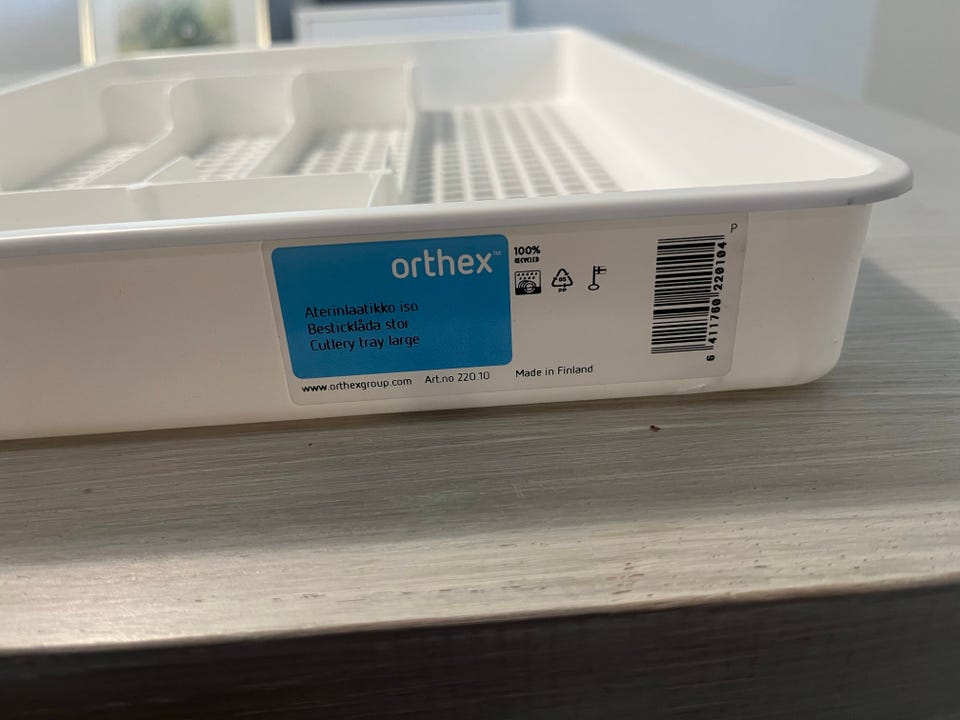 orthex™
Aterinlaatikko iso
Besticklåda stor
Cutlery tray large
www.orthexgroup.com Art.no 220.10
100%
RECYCLED
05
PP
Made in Finland
P
6 411760 220104